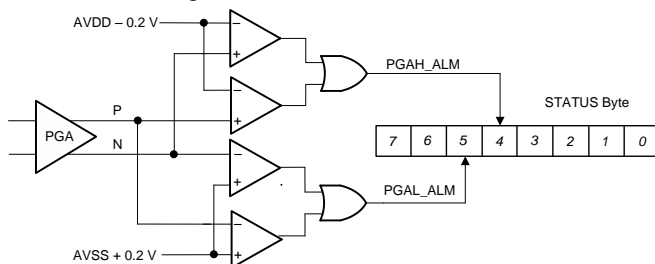 AVDD – 0.2 V
PGAH_ALM
STATUS Byte
P
PGA
N
7 6 5 4 3 2 1 0
PGAL_ALM
AVSS + 0.2 V